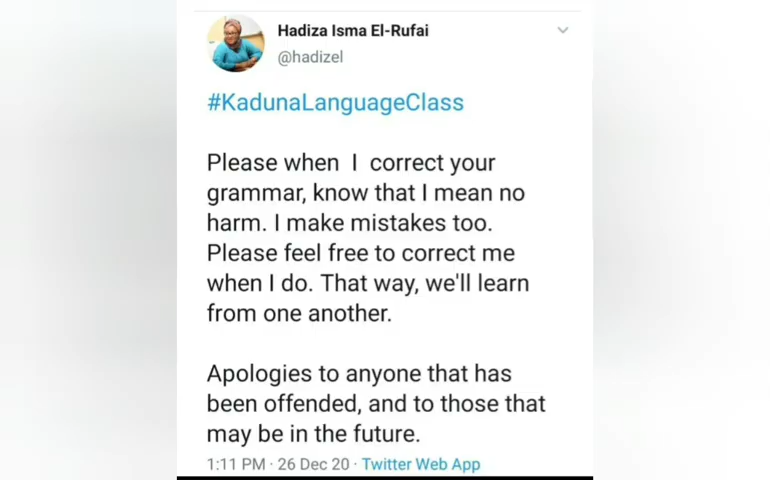 Hadiza Isma El-Rufai
@hadizel
#KadunaLanguageClass
Please when I correct your
grammar, know that I mean no
harm. I make mistakes too.
Please feel free to correct me
when I do. That way, we'll learn
from one another.
Apologies to anyone that has
been offended, and to those that
may be in the future.
1:11 PM · 26 Dec 20 · Twitter Web App